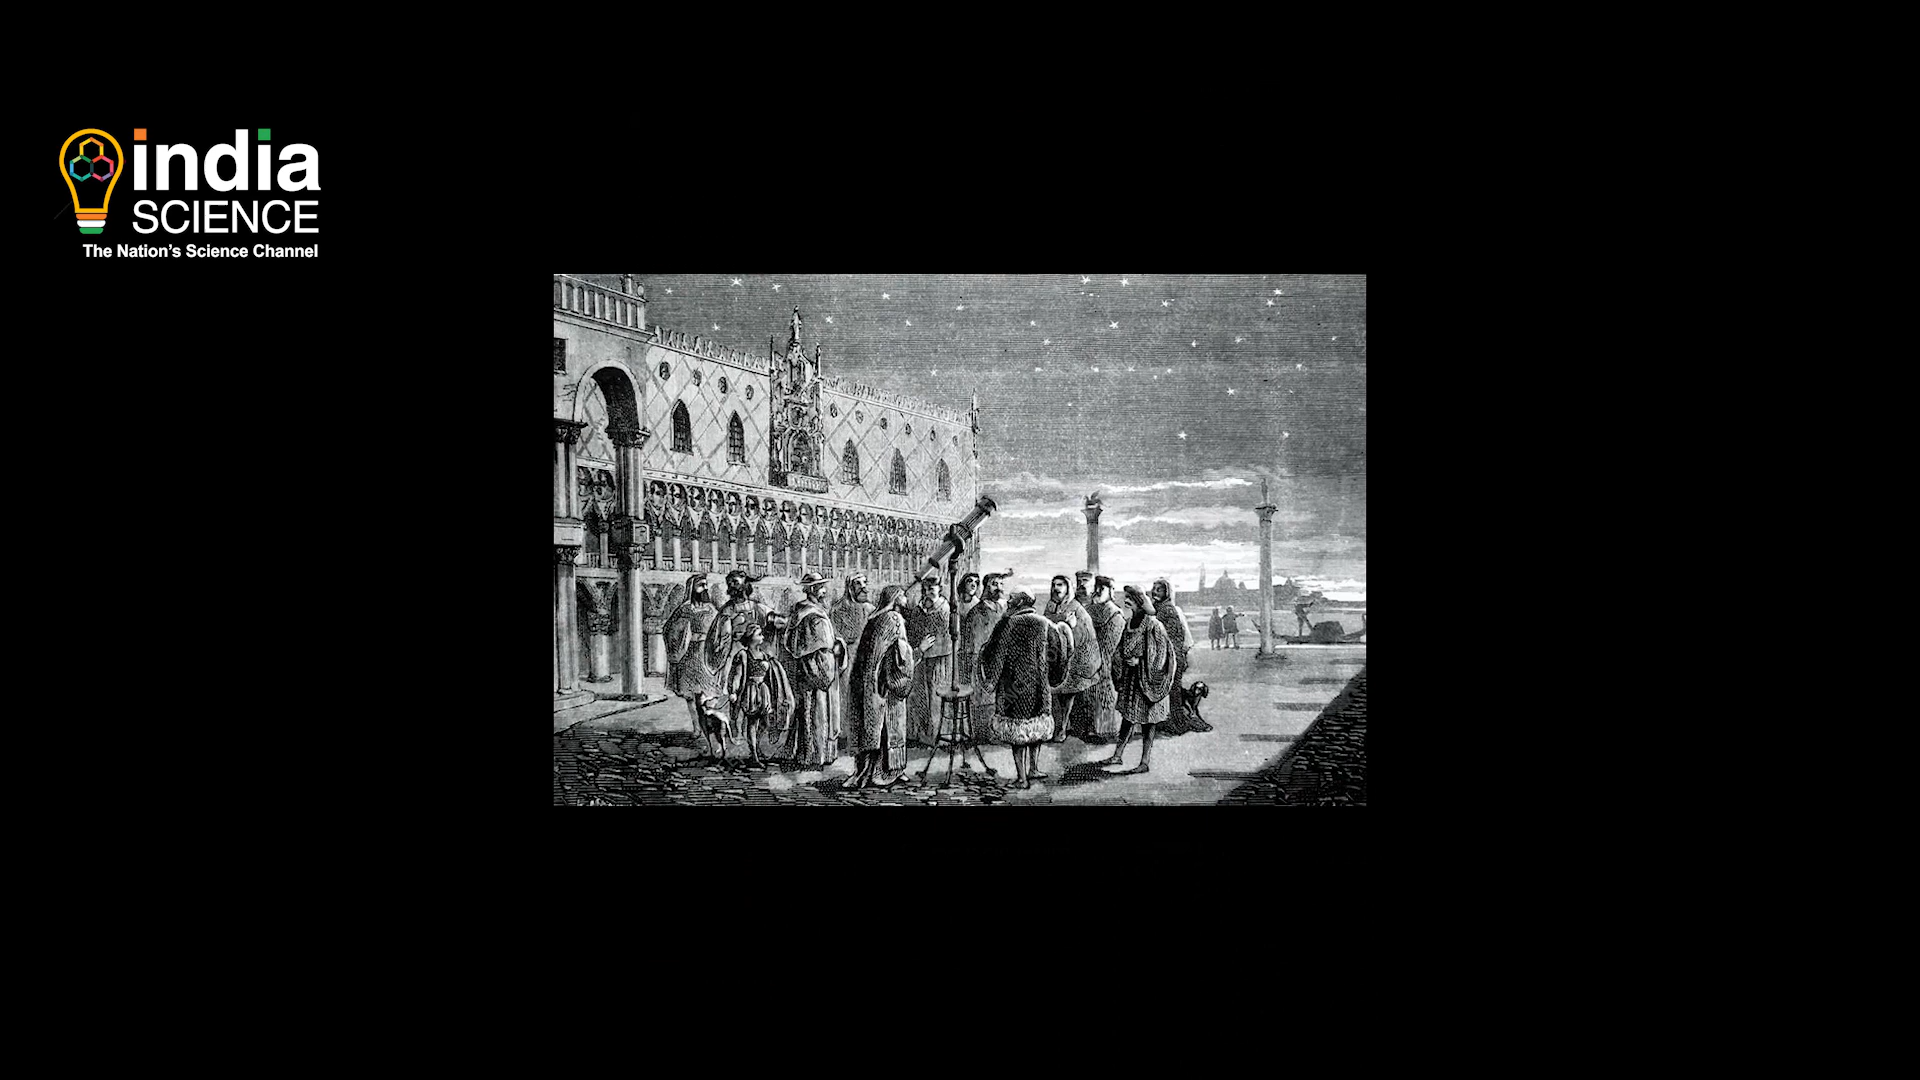 india
SCIENCE
The Nation's Science Channel